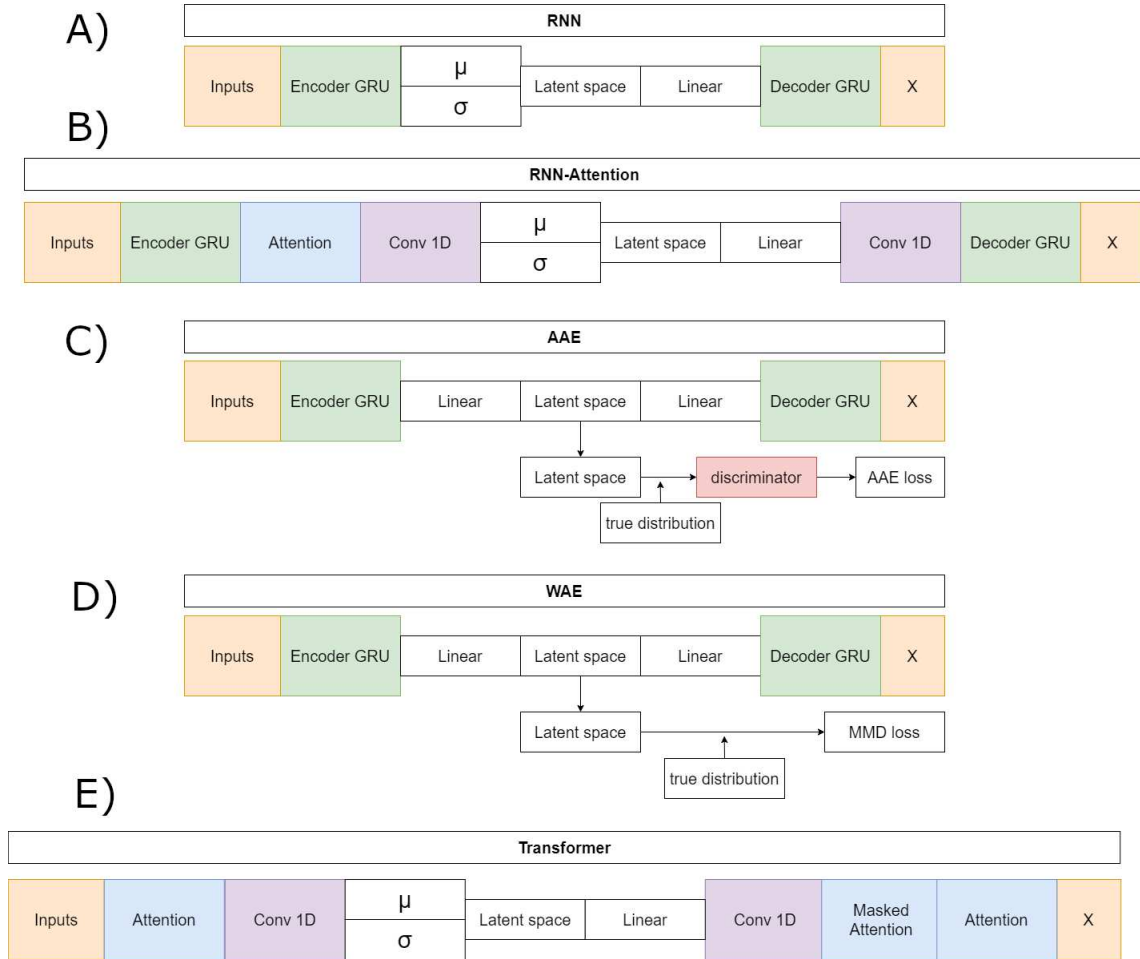 A)
RNN
Inputs
Encoder GRU
μ
σ
Latent space
Linear
Decoder GRU
X
B)
RNN-Attention
Inputs
Encoder GRU
Attention
Conv 1D
μ
σ
Latent space
Linear
Conv 1D
Decoder GRU
X
C)
AAE
Inputs
Encoder GRU
Linear
Latent space
Linear
Decoder GRU
X
Latent space
discriminator
AAE loss
true distribution
D)
WAE
Inputs
Encoder GRU
Linear
Latent space
Linear
Decoder GRU
X
Latent space
MMD loss
true distribution
E)
Transformer
Inputs
Attention
Conv 1D
μ
σ
Latent space
Linear
Conv 1D
Masked
Attention
Attention
X